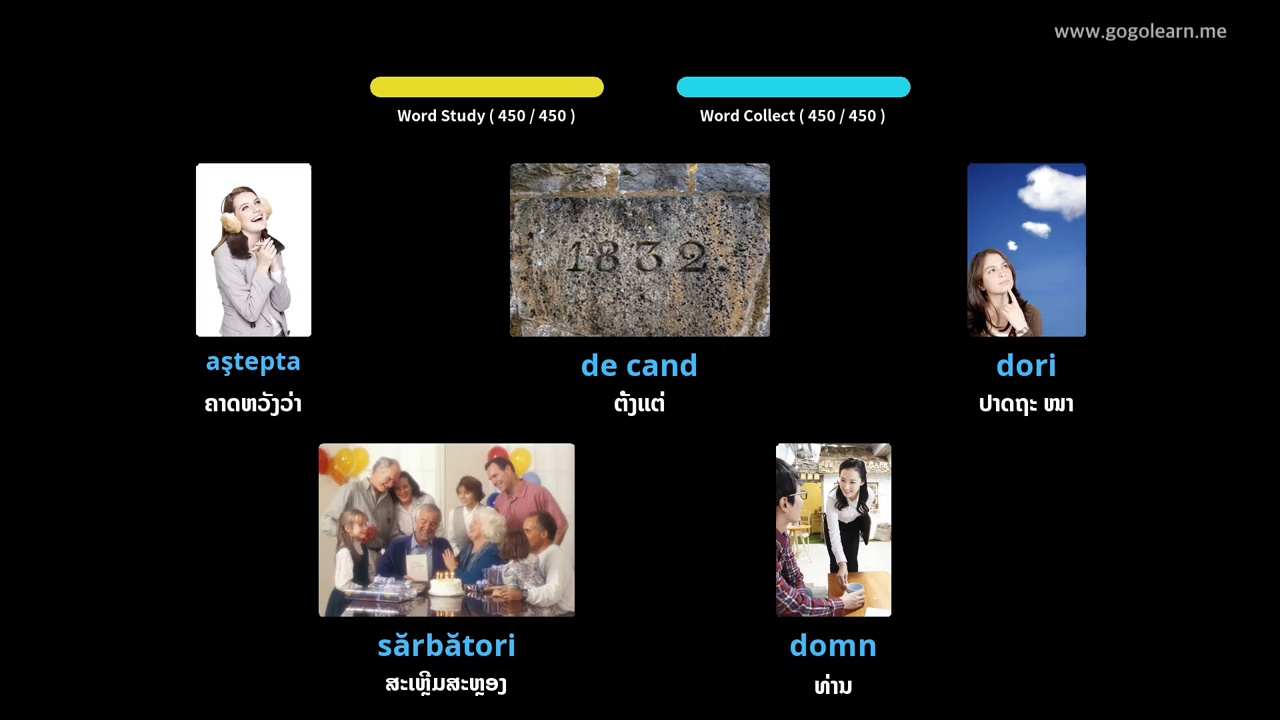 www.gogolearn.me
Word Study ( 450 / 450 )
Word Collect ( 450 / 450 )
1832.
aştepta
de cand
dori
ຄາດຫວັງວ່າ
ຕັ້ງແຕ່
ປາດຖະ ໜາ
sărbători
domn
ສະເຫຼີມສະຫຼອງ
ທ່ານ